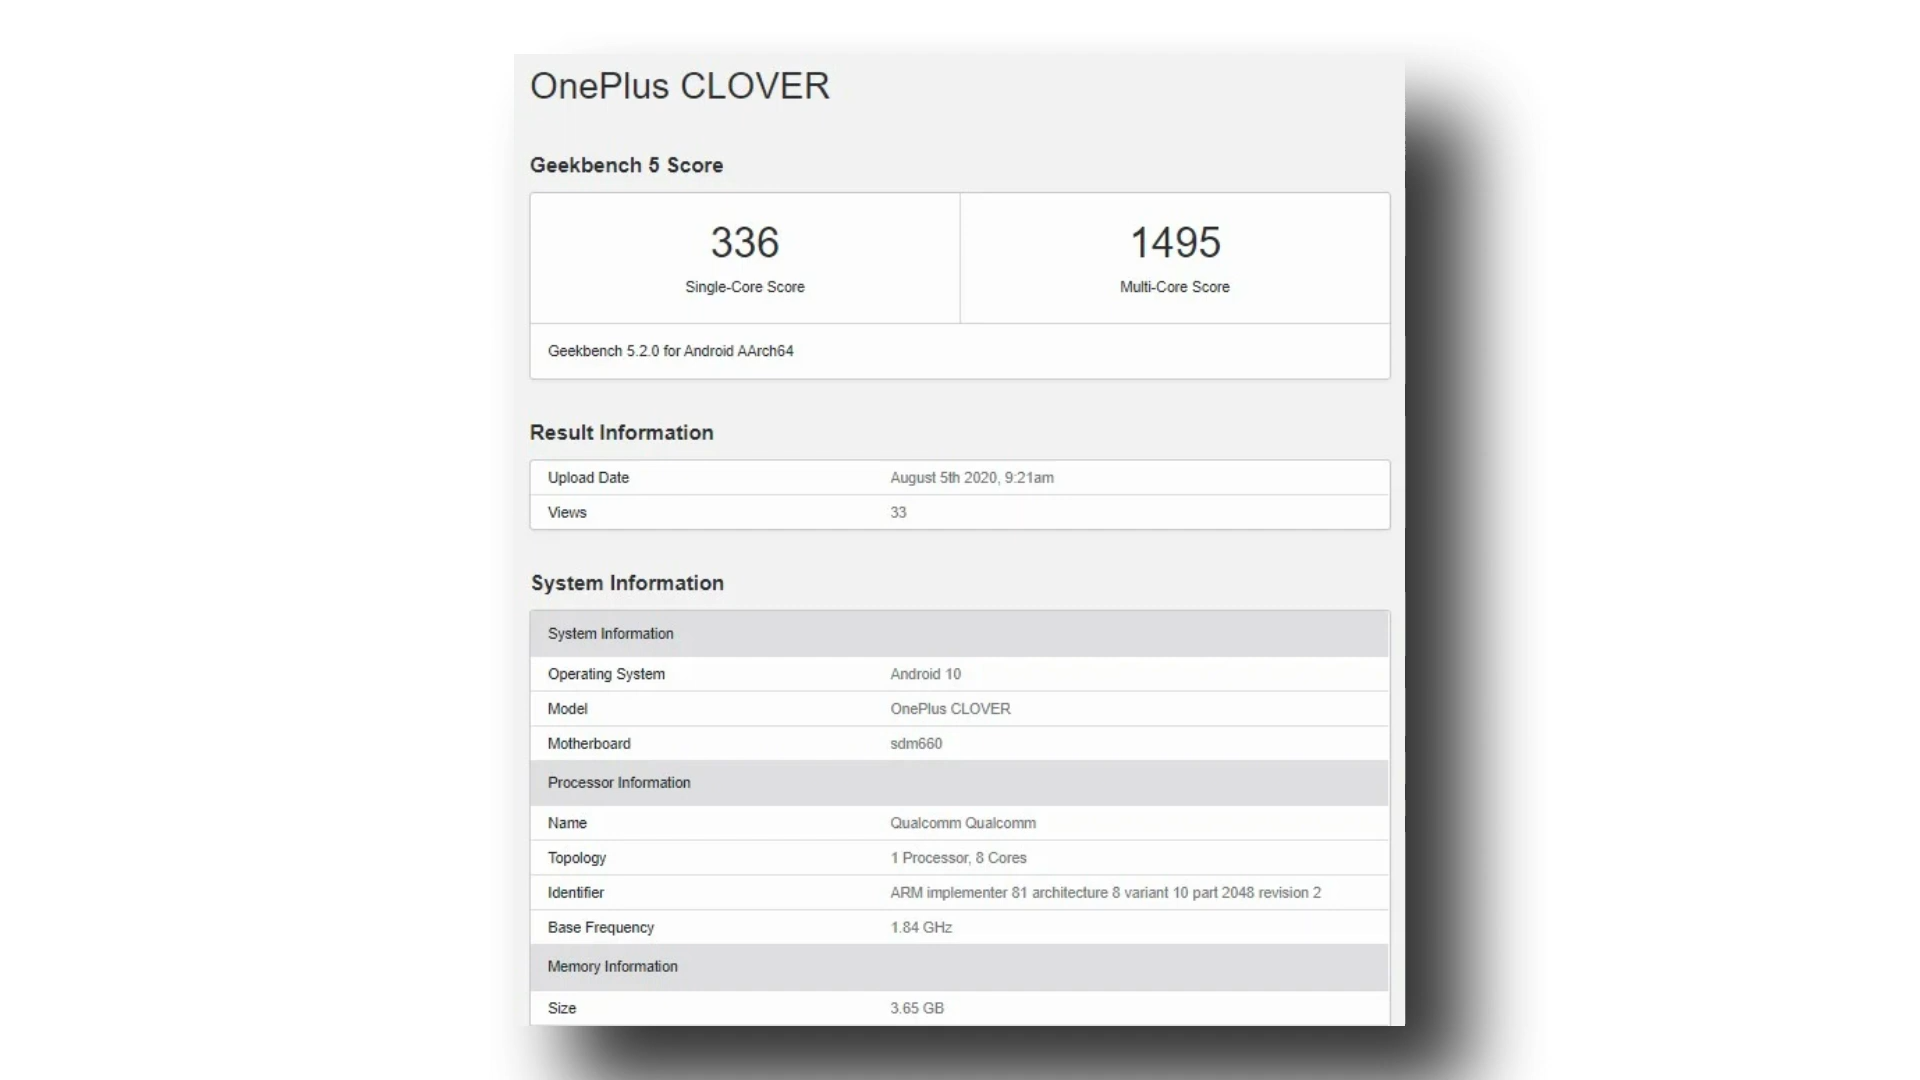 OnePlus CLOVER
Geekbench 5 Score
336
Single-Core Score
1495
Multi-Core Score
Geekbench 5.2.0 for Android AArch64
Result Information
Upload Date August 5th 2020, 9:21am
Views 33
System Information
System Information
Operating System Android 10
Model OnePlus CLOVER
Motherboard sdm660
Processor Information
Name Qualcomm Qualcomm
Topology 1 Processor, 8 Cores
Identifier ARM implementer 81 architecture 8 variant 10 part 2048 revision 2
Base Frequency 1.84 GHz
Memory Information
Size 3.65 GB